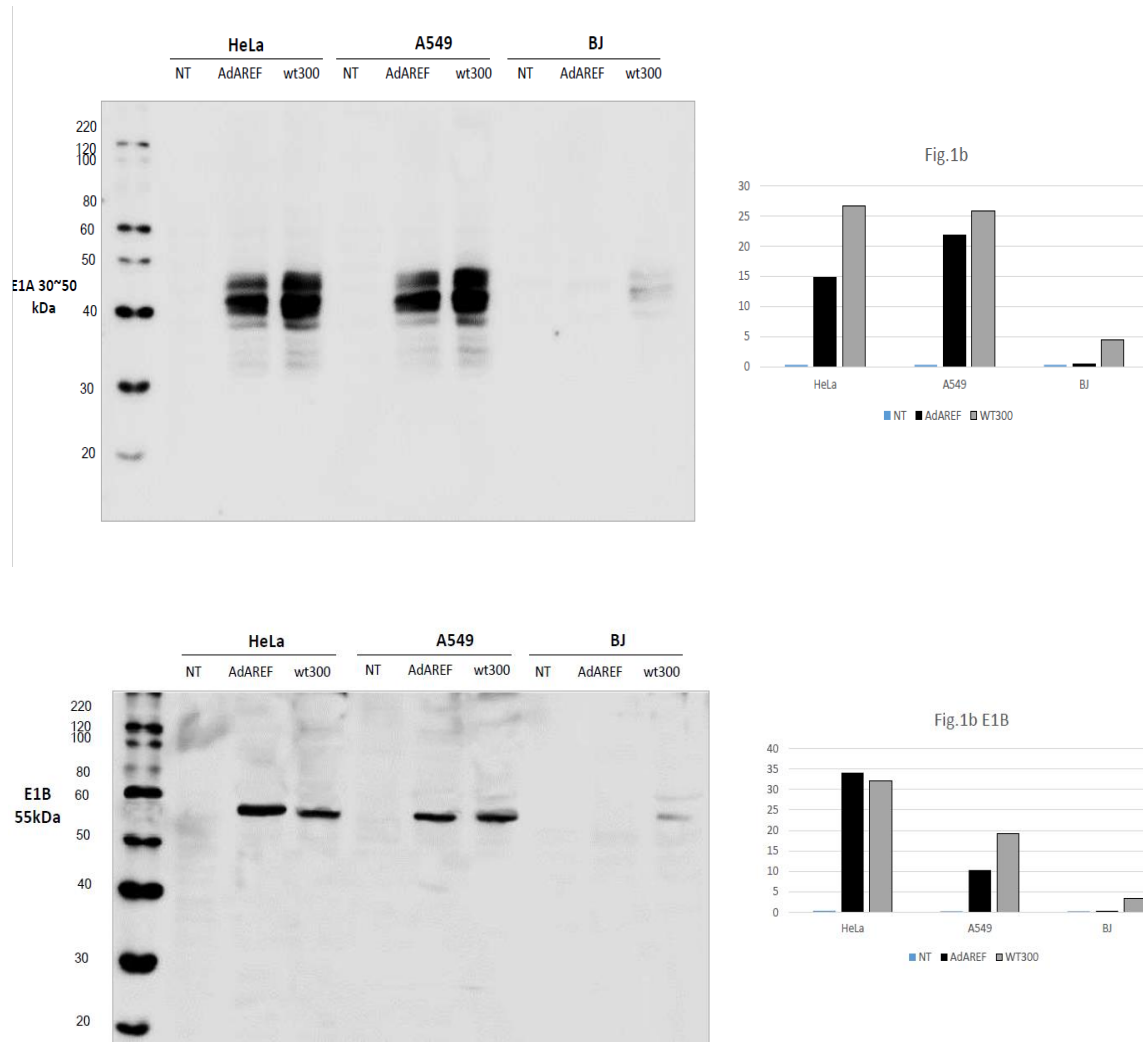 HeLa A549 BJ
NT AdAREF wt300 NT AdAREF wt300 NT AdAREF wt300
220
120
100
80
60
50
E1A 30~50
kDa
40
30
20
Fig.1b
30
25
20
15
10
5
0
HeLa A549 BJ
NT AdAREF WT300
HeLa A549 BJ
NT AdAREF wt300 NT AdAREF wt300 NT AdAREF wt300
220
120
100
80
60
E1B
55kDa
50
40
30
20
Fig.1b E1B
40
35
30
25
20
15
10
5
0
HeLa A549 BJ
NT AdAREF WT300